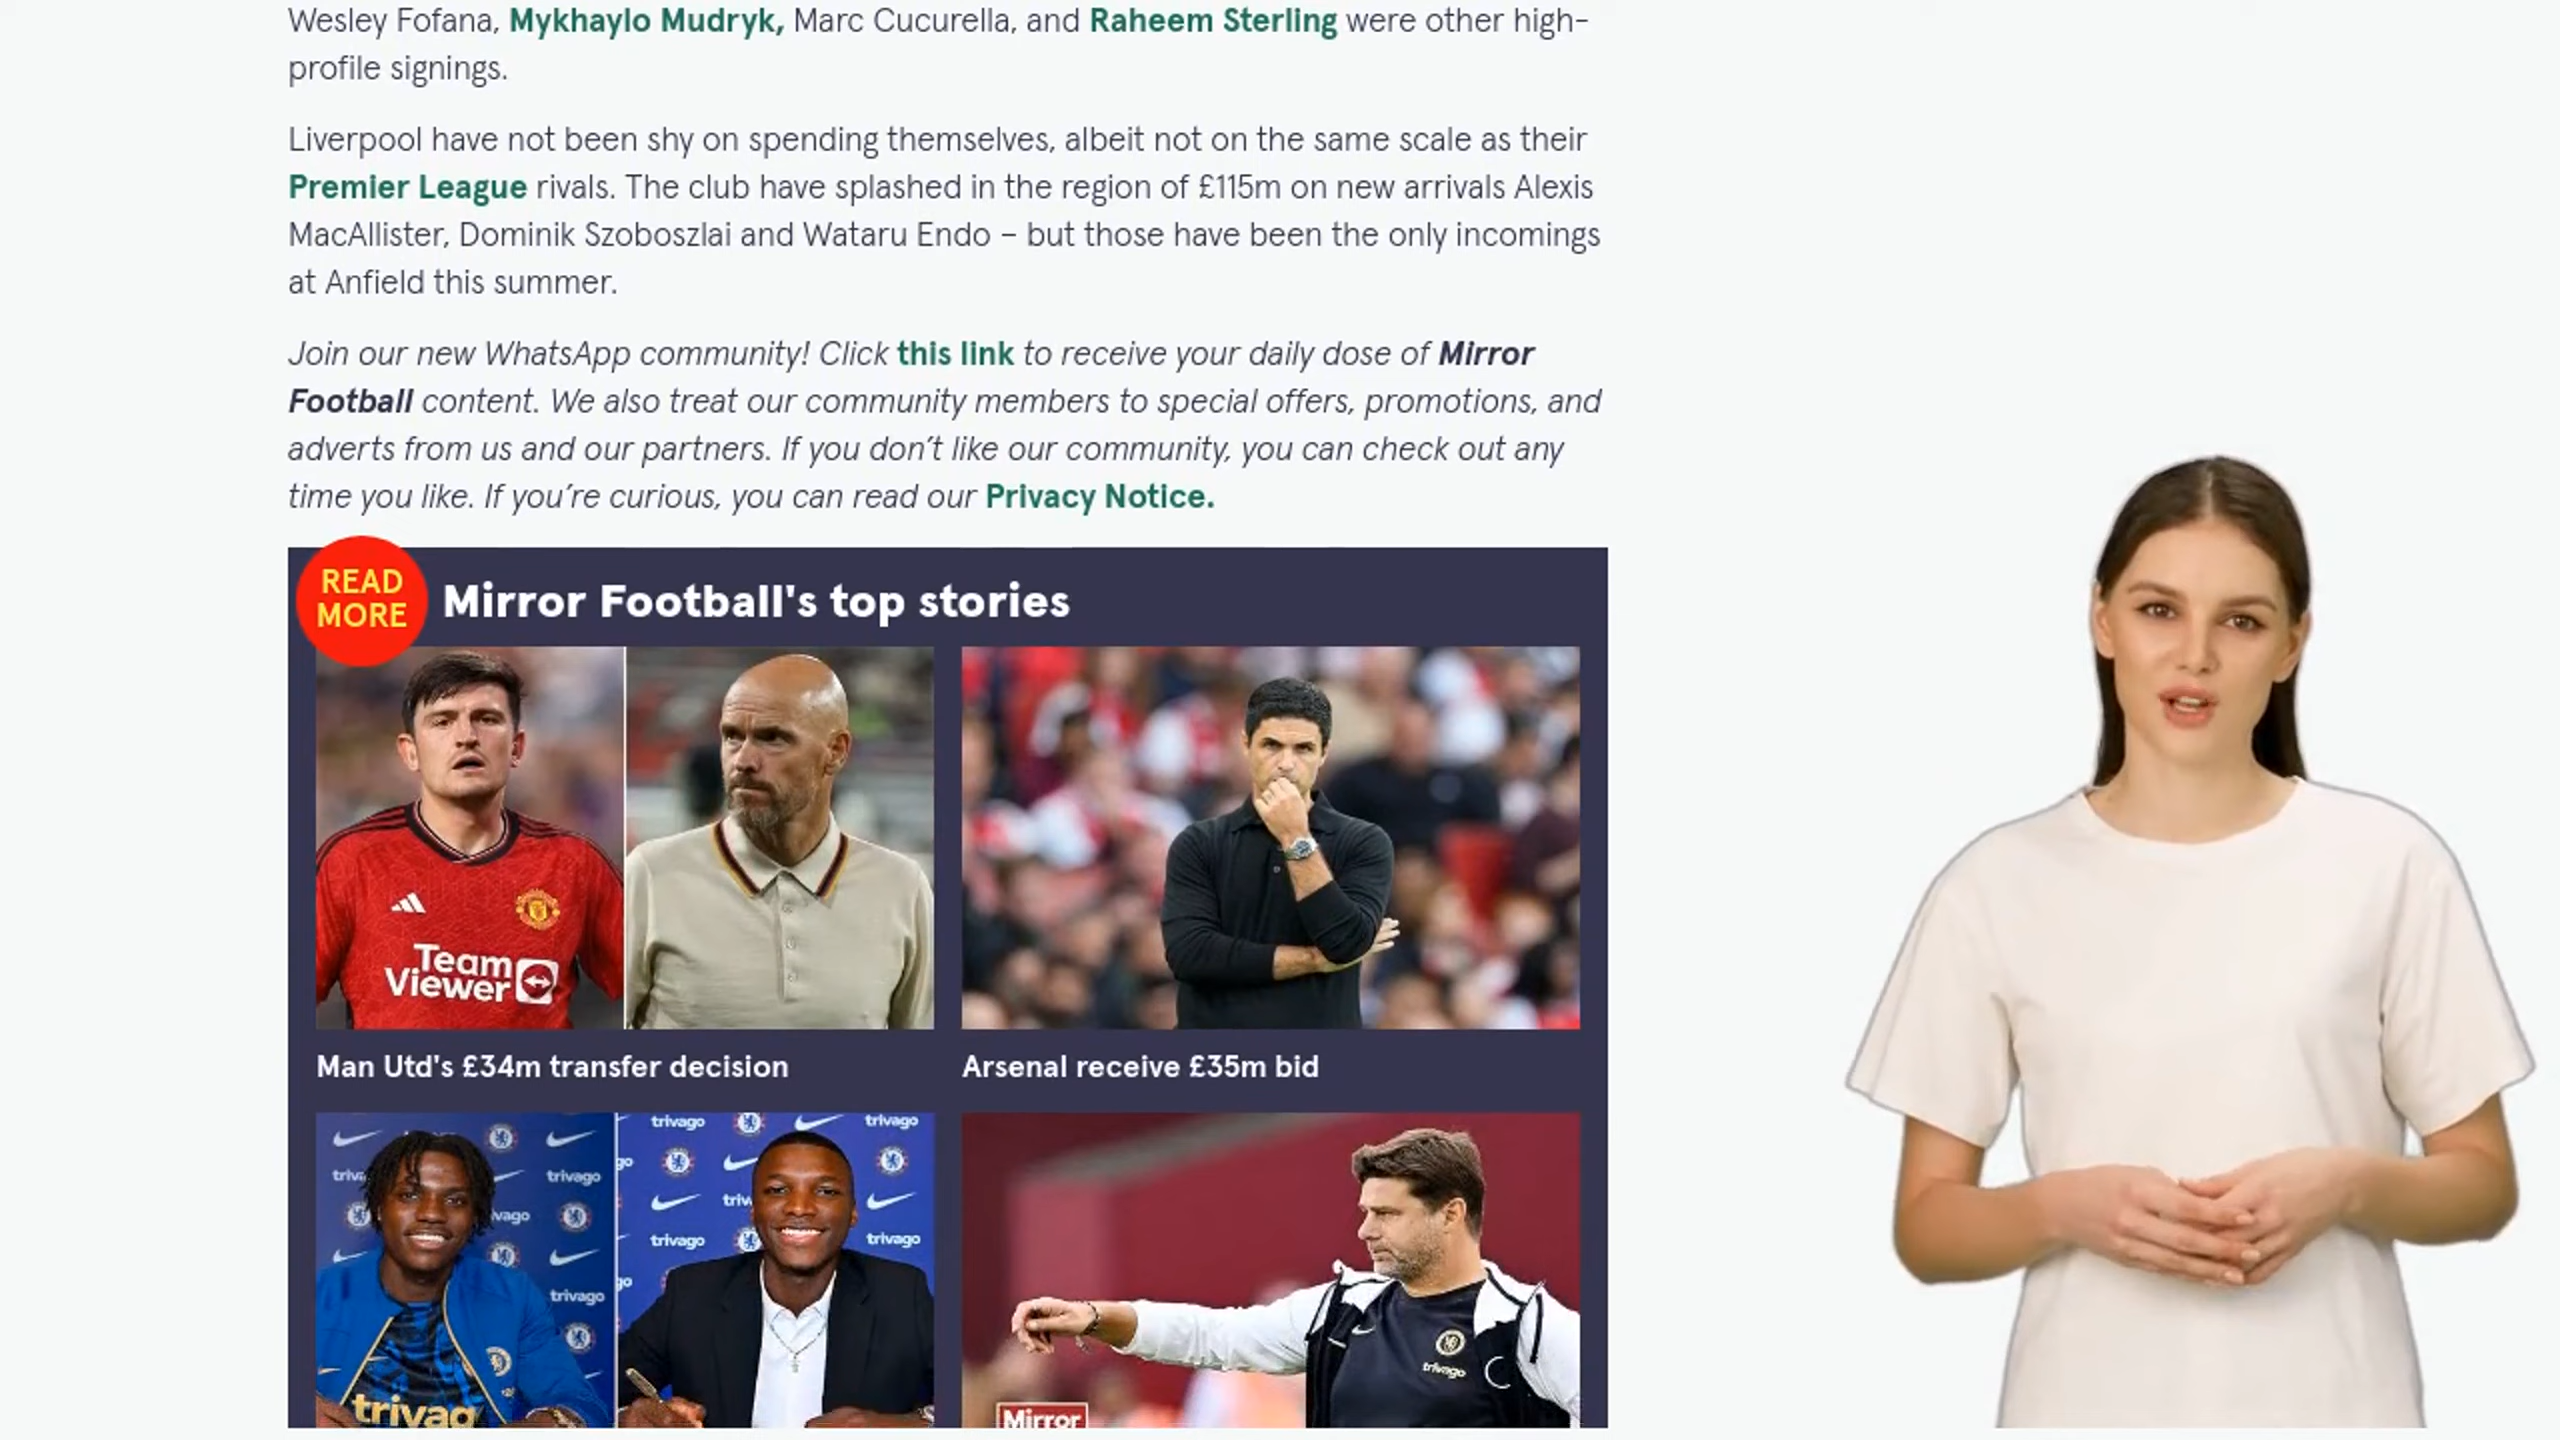 Wesley Fofana, Mykhaylo Mudryk, Marc Cucurella, and Raheem Sterling were other high-
profile signings.
Liverpool have not been shy on spending themselves, albeit not on the same scale as their
Premier League rivals. The club have splashed in the region of £115m on new arrivals Alexis
MacAllister, Dominik Szoboszlai and Wataru Endo – but those have been the only incomings
at Anfield this summer.
Join our new WhatsApp community! Click this link to receive your daily dose of Mirror
Football content. We also treat our community members to special offers, promotions, and
adverts from us and our partners. If you don’t like our community, you can check out any
time you like. If you’re curious, you can read our Privacy Notice.
READ
MORE
Mirror Football's top stories
Team
Viewer
Man Utd's £34m transfer decision
Arsenal receive £35m bid
trivago
trivago
trivago
trivago
trivago
trivago
trivago
Mirror